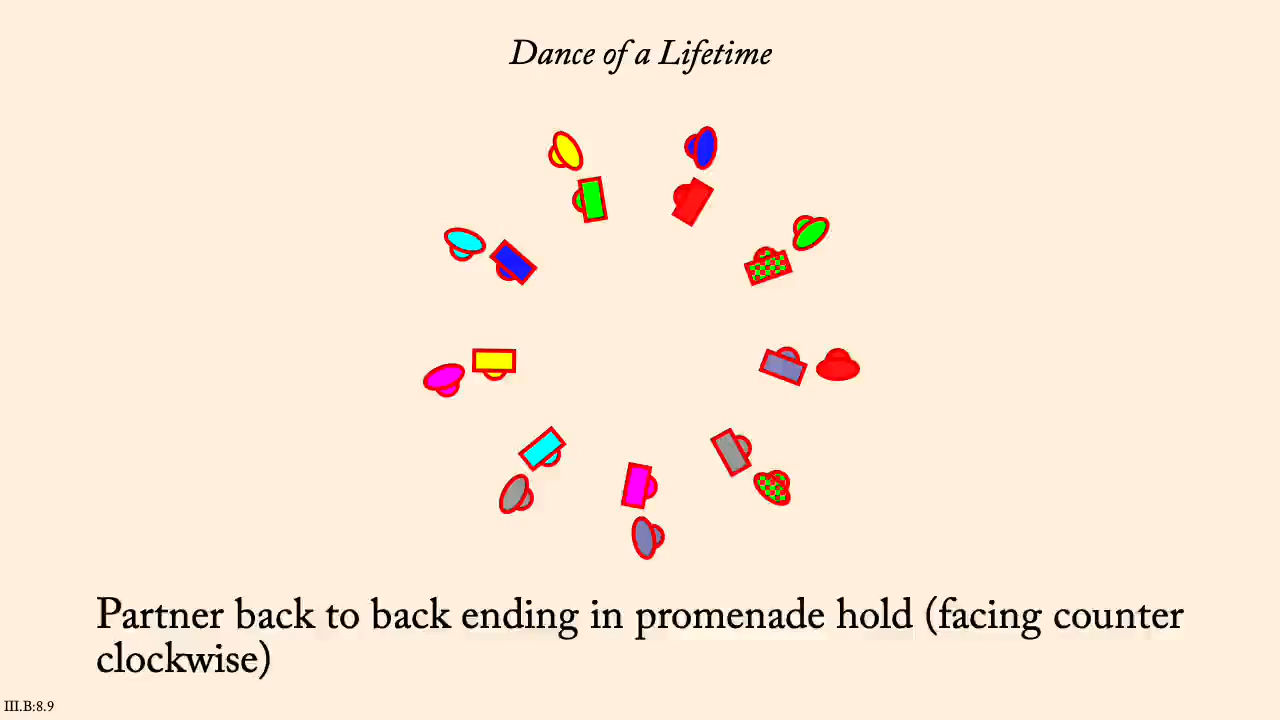 Dance of a Lifetime
Partner back to back ending in promenade hold (facing counter
clockwise)
III.B:8.9